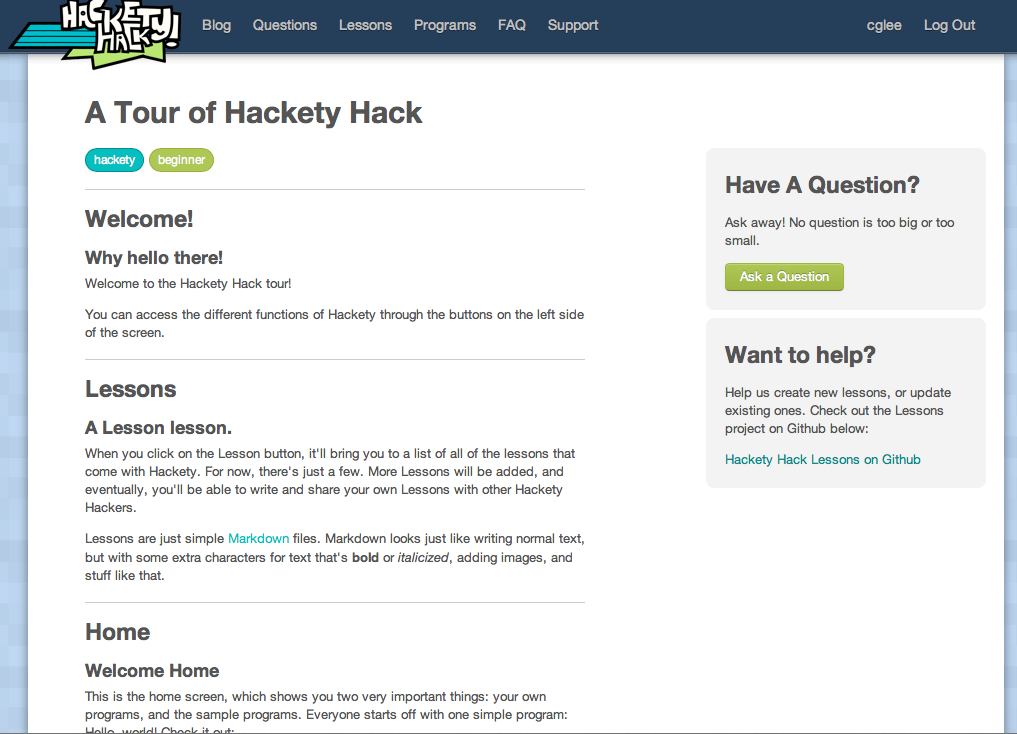 HACKETY HACK!
Blog Questions Lessons Programs FAQ Support cglee Log Out
A Tour of Hackety Hack
hackety beginner
Welcome!
Why hello there!
Welcome to the Hackety Hack tour!
You can access the different functions of Hackety through the buttons on the left side
of the screen.
Lessons
A Lesson lesson.
When you click on the Lesson button, it'll bring you to a list of all of the lessons that
come with Hackety. For now, there's just a few. More Lessons will be added, and
eventually, you'll be able to write and share your own Lessons with other Hackety
Hackers.
Lessons are just simple Markdown files. Markdown looks just like writing normal text,
but with some extra characters for text that's bold or italicized, adding images, and
stuff like that.
Home
Welcome Home
This is the home screen, which shows you two very important things: your own
programs, and the sample programs. Everyone starts off with one simple program:
Hello, world! Check it out:
Have A Question?
Ask away! No question is too big or too
small.
Ask a Question
Want to help?
Help us create new lessons, or update
existing ones. Check out the Lessons
project on Github below:
Hackety Hack Lessons on Github